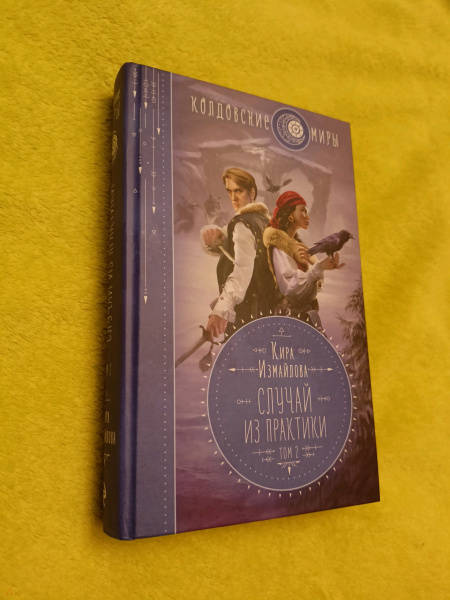 КОЛДОВСКИЕ МИРЫ
КИРА
ИЗМАЙЛОВА
СЛУЧАЙ
ИЗ ПРАКТИКИ
ТОМ 2